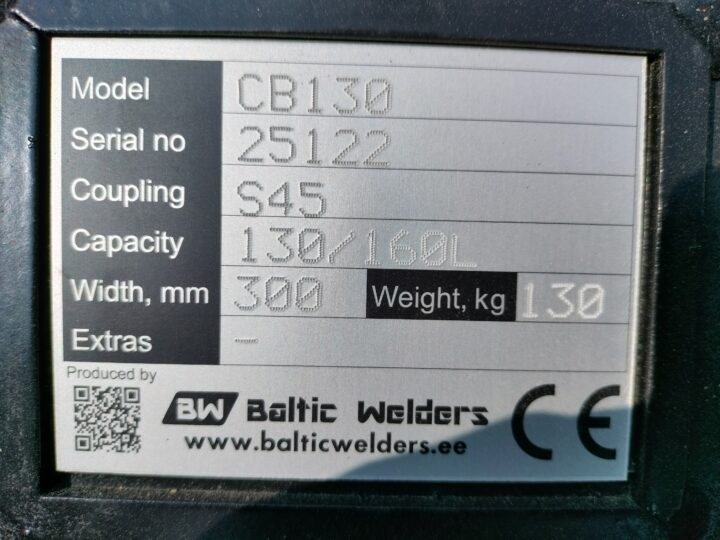 Model CB130
Serial no 25122
Coupling S45
Capacity 130/160L
Width, mm 300 Weight, kg 130
Extras -
Produced by
BW Baltic Welders CE
www.balticwelders.ee